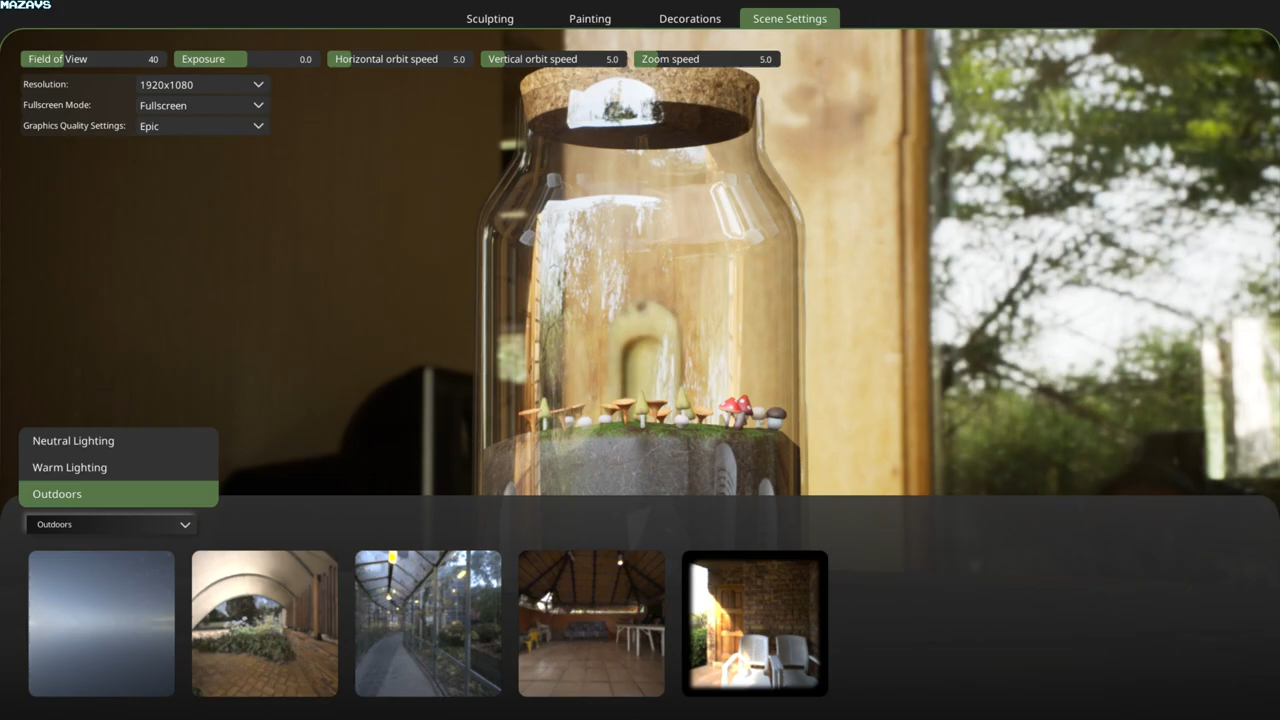 MAZAVS
Sculpting Painting Decorations Scene Settings
Field of View 40 Exposure 0.0 Horizontal orbit speed 5.0 Vertical orbit speed 5.0 Zoom speed 5.0
Resolution: 1920x1080
Fullscreen Mode: Fullscreen
Graphics Quality Settings: Epic
Neutral Lighting
Warm Lighting
Outdoors
Outdoors